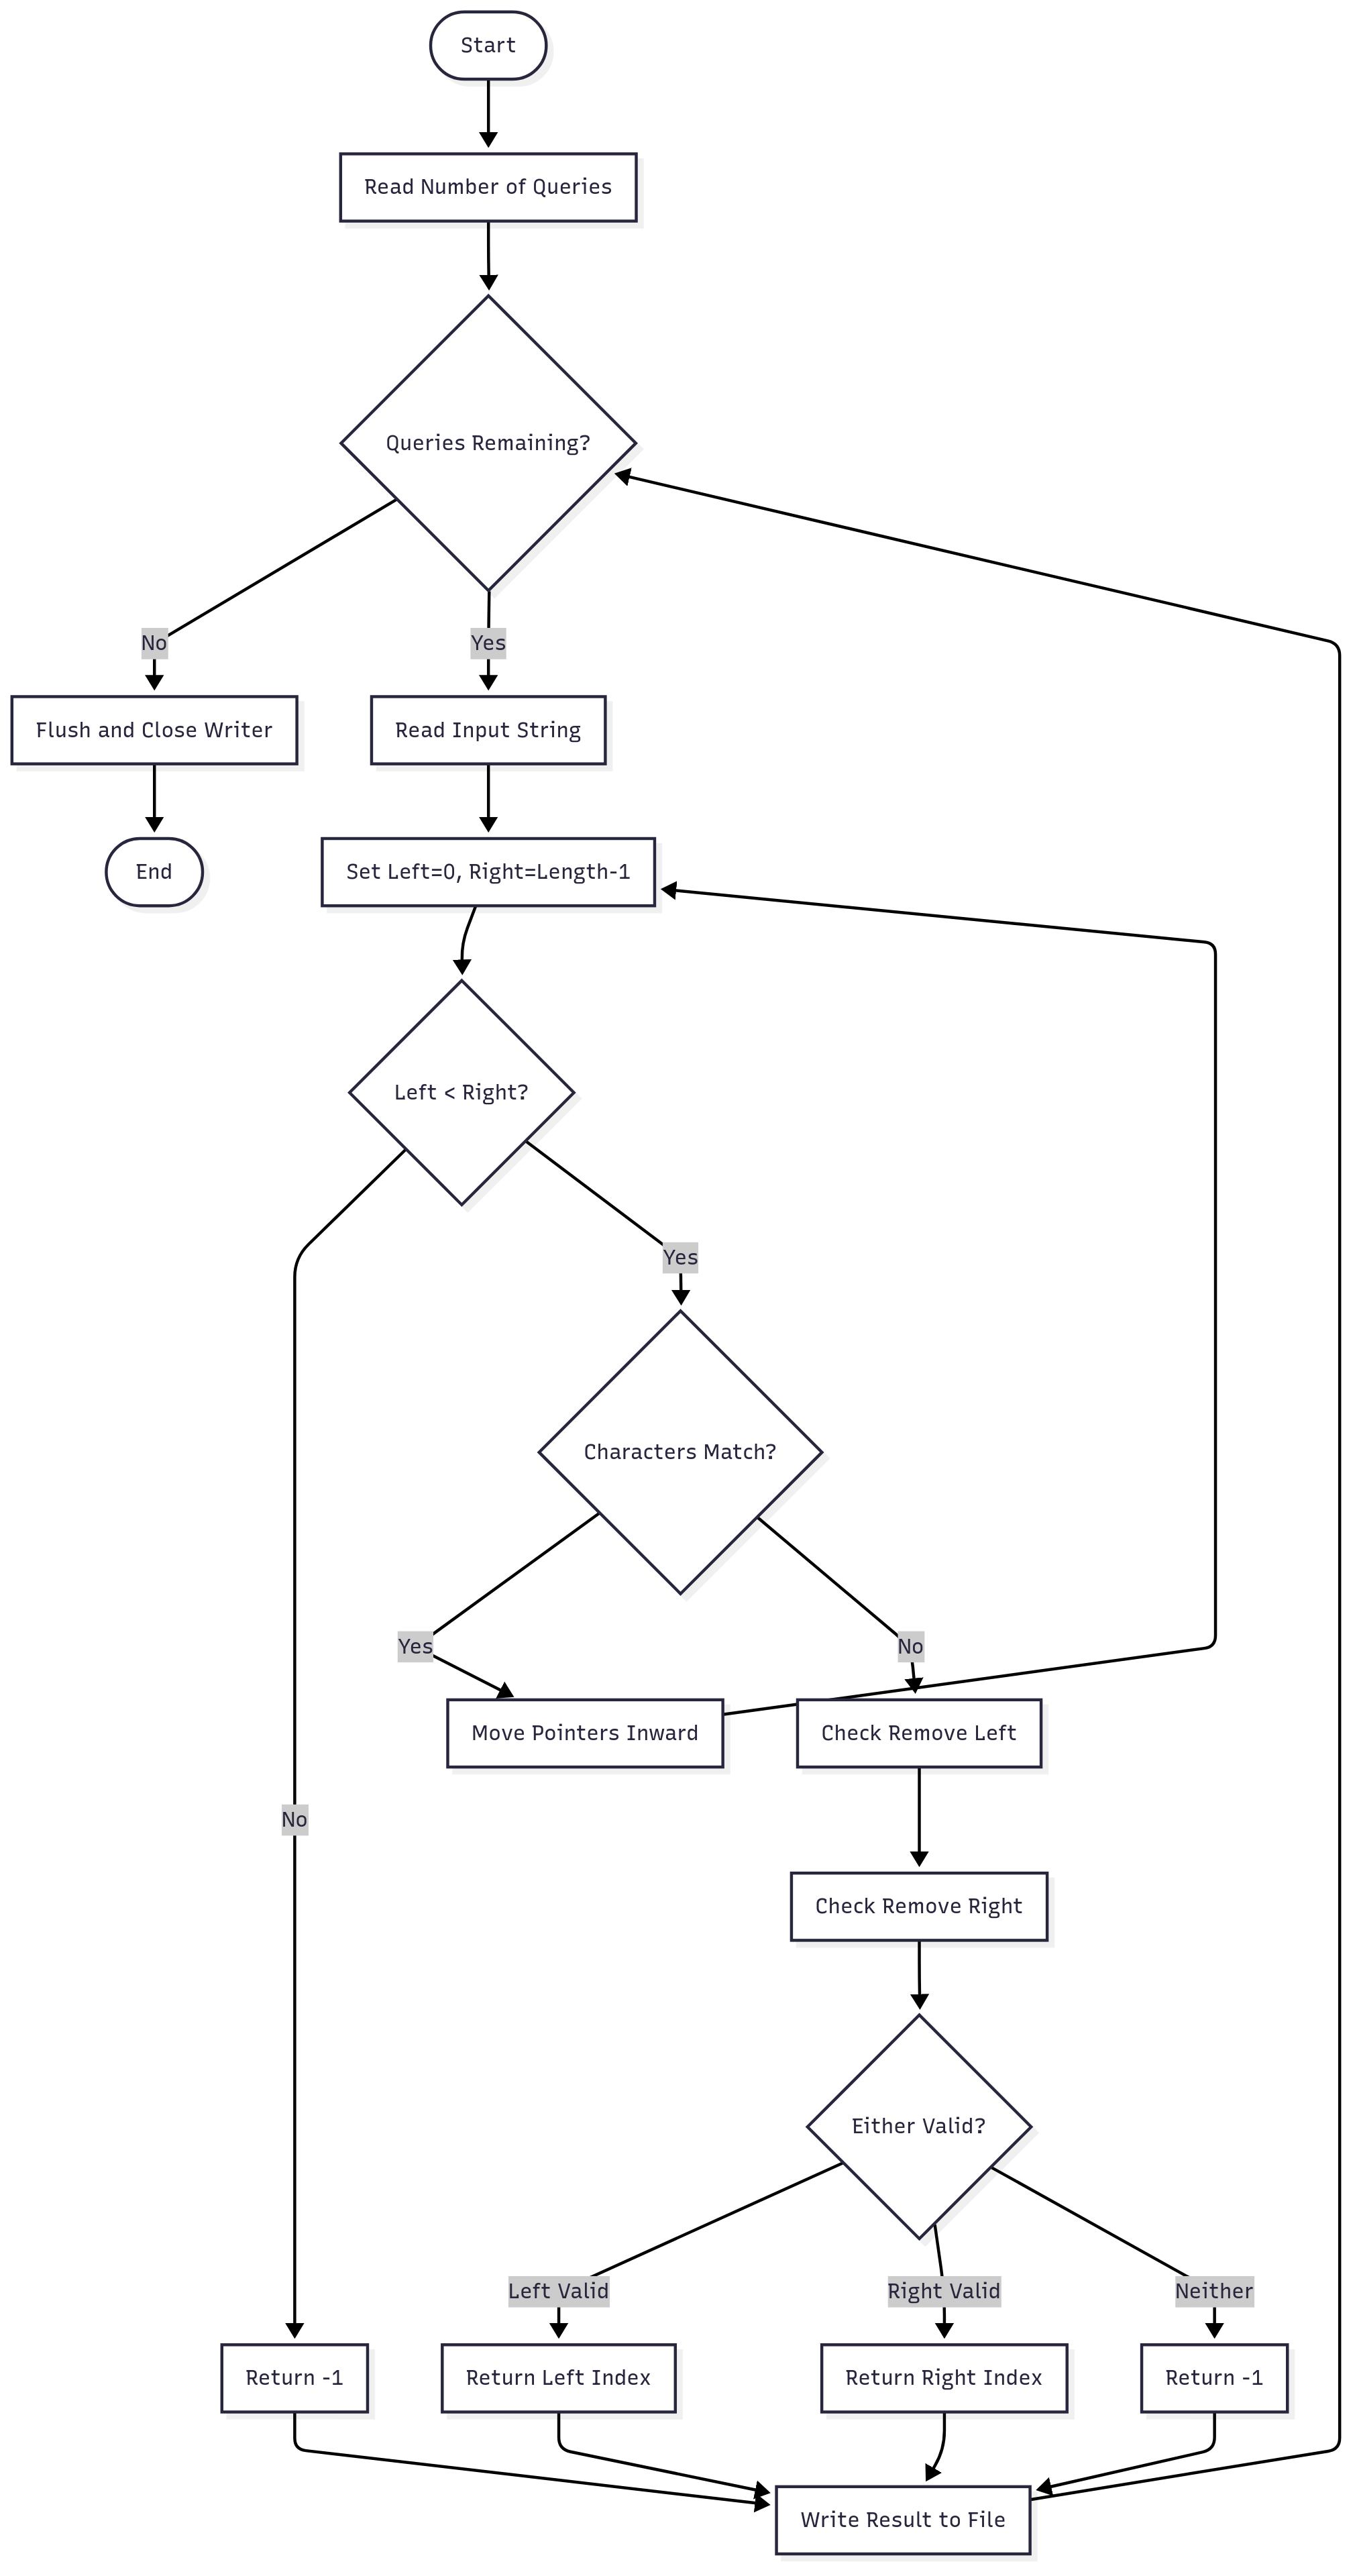 Start
Read Number of Queries
Queries Remaining?
No
Yes
Flush and Close Writer
Read Input String
End
Set Left=0, Right=Length-1
Left < Right?
Yes
Characters Match?
Yes
No
Move Pointers Inward
Check Remove Left
No
Check Remove Right
Either Valid?
Left Valid
Right Valid
Neither
Return -1
Return Left Index
Return Right Index
Return -1
Write Result to File